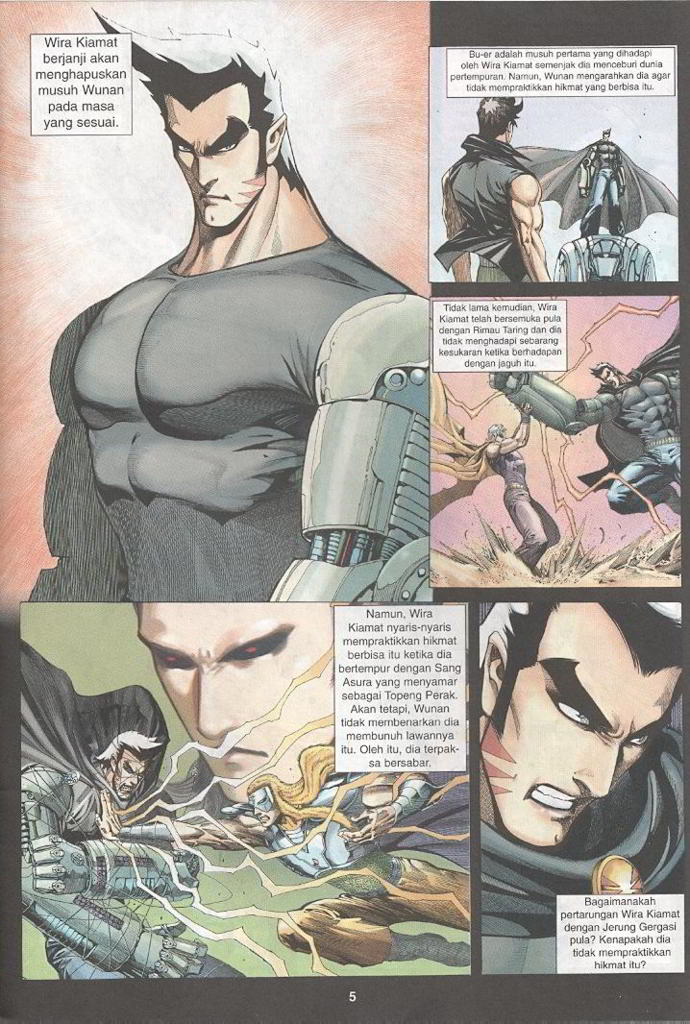 Wira Kiamat
berjanji akan
menghapuskan
musuh Wunan
pada masa
yang sesuai.
Bu-er adalah musuh pertama yang dihadapi
oleh Wira Kiamat semenjak dia menceburi dunia
pertempuran. Namun, Wunan mengarahkan dia agar
tidak mempraktikkan hikmat yang berbisa itu.
Tidak lama kemudian, Wira
Kiamat telah bersemuka pula
dengan Rimau Taring dan dia
tidak menghadapi sebarang
kesukaran ketika berhadapan
dengan jaguh itu.
Namun, Wira
Kiamat nyaris-nyaris
mempraktikkan hikmat
berbisa itu ketika dia
bertempur dengan Sang
Asura yang menyamar
sebagai Topeng Perak.
Akan tetapi, Wunan
tidak membenarkan dia
membunuh lawannya
itu. Oleh itu, dia terpak-
sa bersabar.
Bagaimanakah
pertarungan Wira Kiamat
dengan Jerung Gergasi
pula? Kenapakah dia
tidak mempraktikkan
hikmat itu?
5